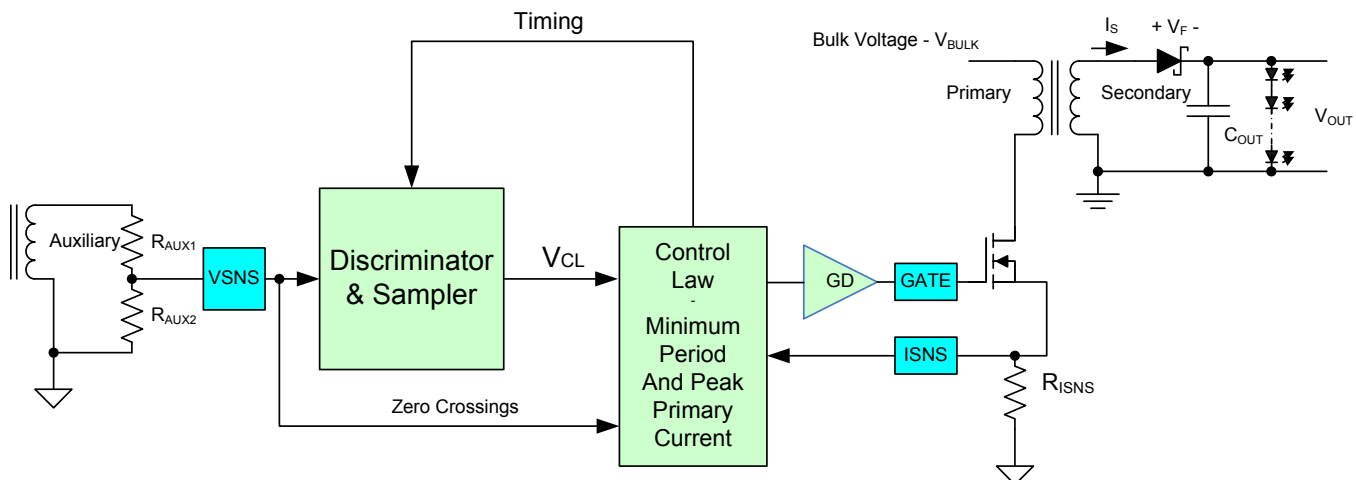 Timing
Bulk Voltage - VBULK
IS
+ VF -
Primary
Secondary
COUT
VOUT
Auxiliary
RAUX1
RAUX2
VSNS
Discriminator
& Sampler
VCL
Control
Law
-
Minimum
Period
And Peak
Primary
Current
GD
GATE
ISNS
RISNS
Zero Crossings